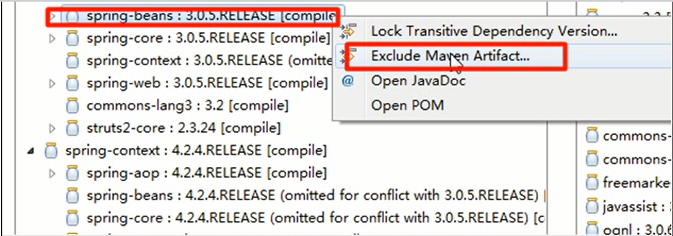 spring-beans : 3.0.5.RELEASE [compile
spring-core : 3.0.5.RELEASE [compile]
spring-context : 3.0.5.RELEASE (omitted
spring-web : 3.0.5.RELEASE [compile]
commons-lang3 : 3.2 [compile]
struts2-core : 2.3.24 [compile]
spring-context : 4.2.4.RELEASE [compile]
spring-aop : 4.2.4.RELEASE [compile]
spring-beans : 4.2.4.RELEASE (omitted for conflict with 3.0.5.RELEASE) [
spring-core : 4.2.4.RELEASE (omitted for conflict with 3.0.5.RELEASE) [c
Lock Transitive Dependency Version...
Exclude Maven Artifact...
@ Open JavaDoc
Open POM
commons-
commons-
freemarke
javassist :
ognl : 3.0.6